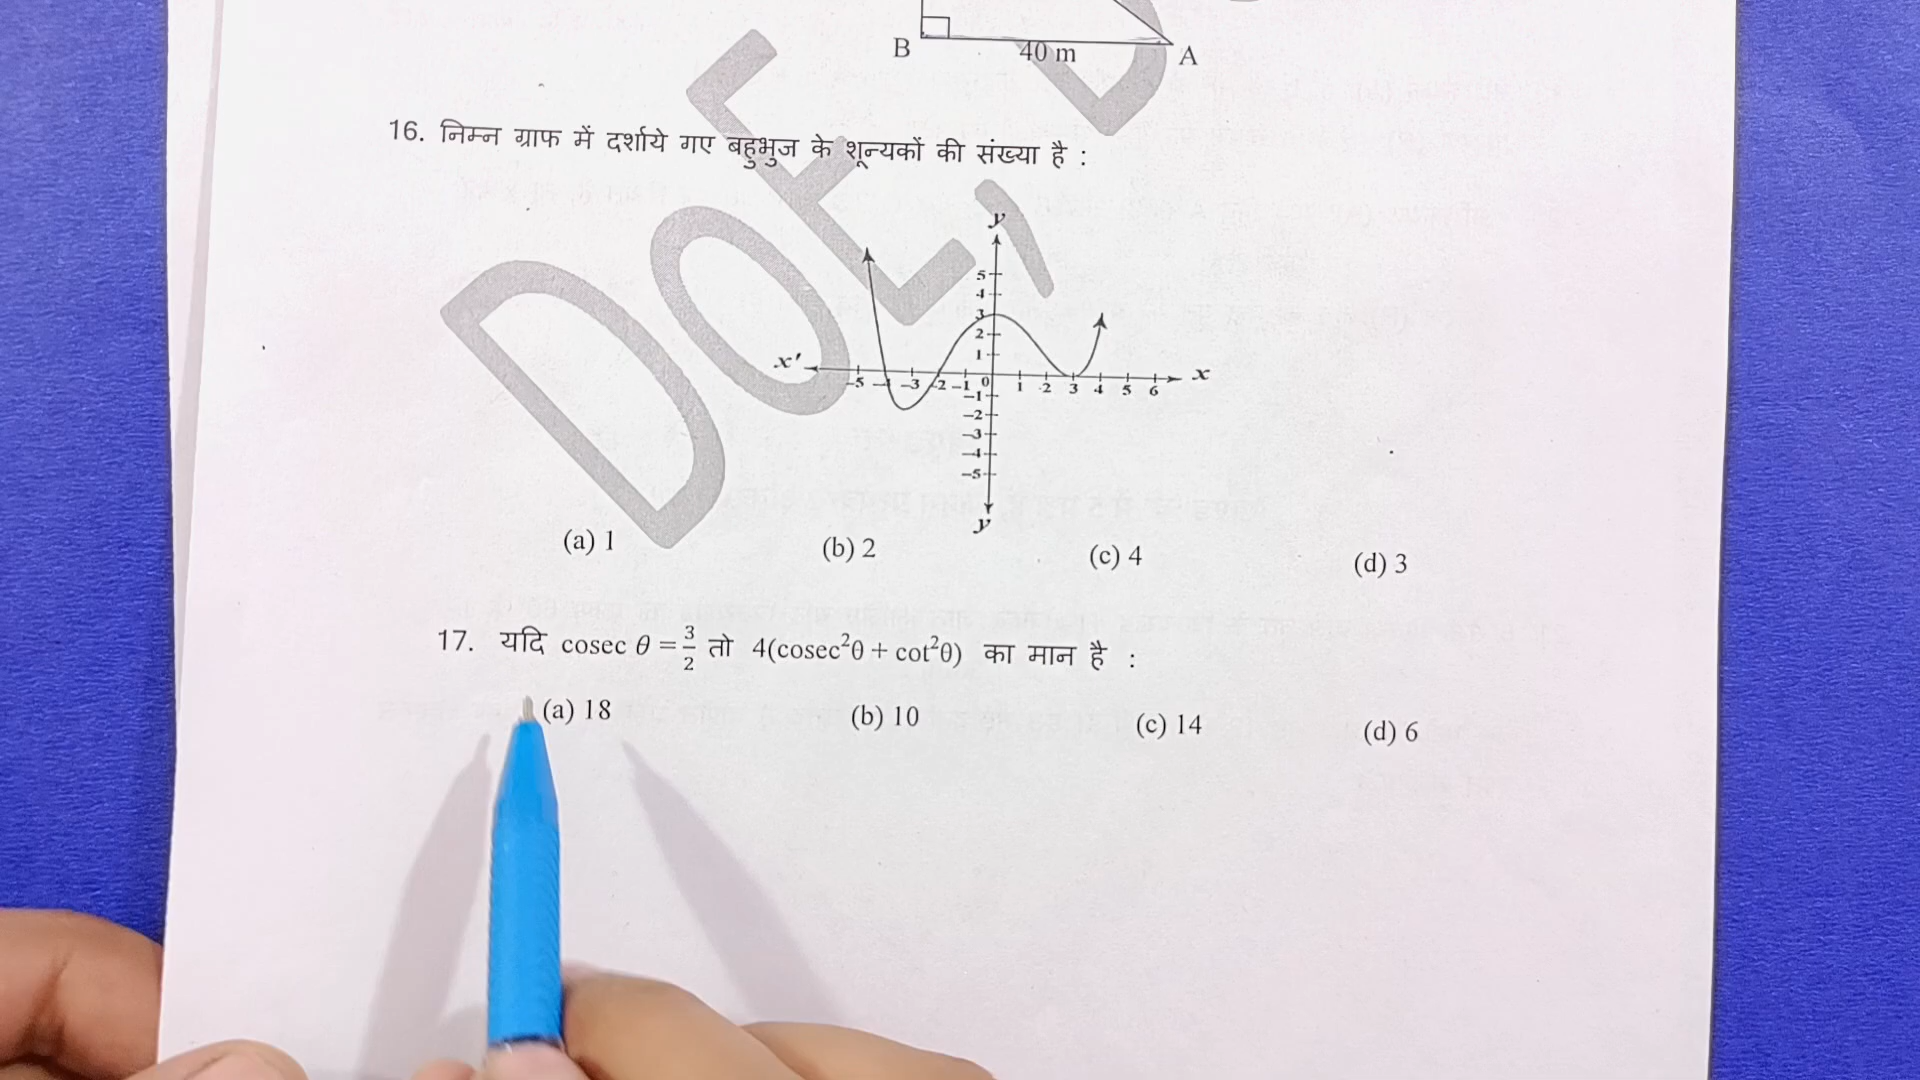 B
40 m
A
16. निम्न ग्राफ में दर्शाये गए बहुभुज के शून्यकों की संख्या है :
y
5
4
3
2
1
x′ x
–5 –3 –2 –1 0 1 2 3 4 5 6
–1
–2
–3
–4
–5
y
(a) 1 (b) 2 (c) 4 (d) 3
17. यदि cosec θ = 3/2 तो 4(cosec²θ + cot²θ) का मान है :
(a) 18 (b) 10 (c) 14 (d) 6
DOE, D